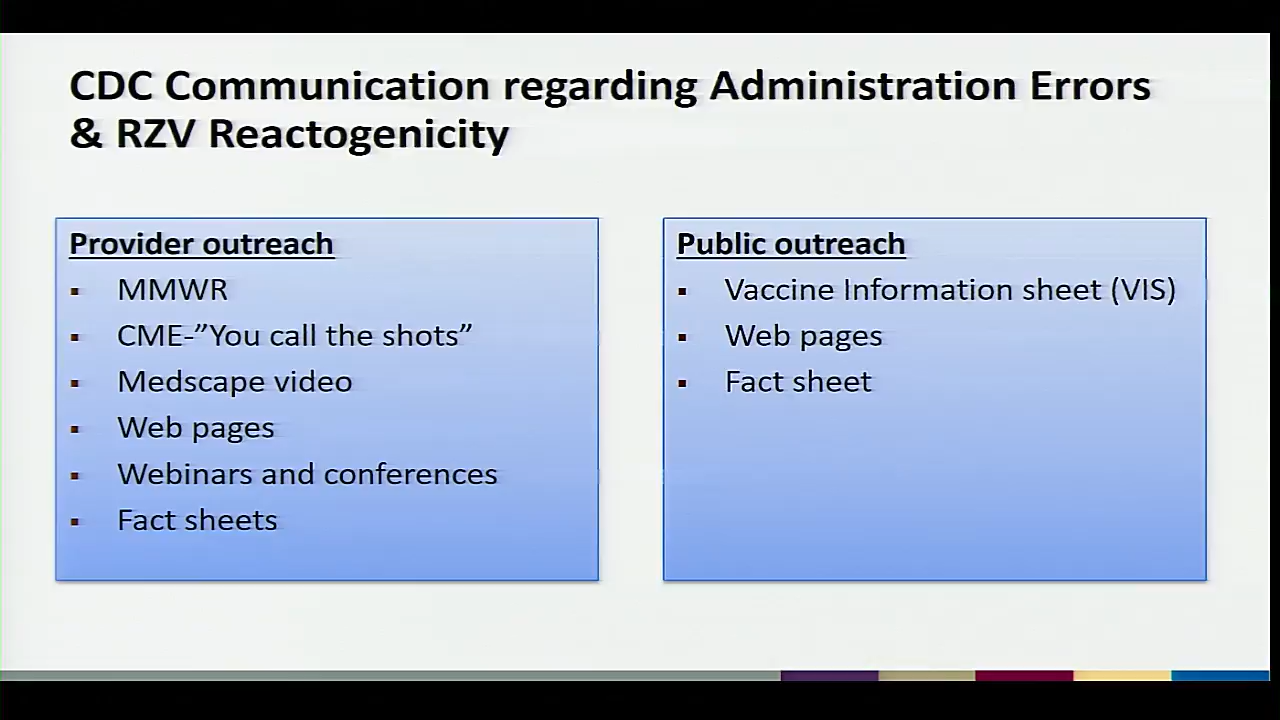 CDC Communication regarding Administration Errors
& RZV Reactogenicity
Provider outreach
▪ MMWR
▪ CME-”You call the shots”
▪ Medscape video
▪ Web pages
▪ Webinars and conferences
▪ Fact sheets
Public outreach
▪ Vaccine Information sheet (VIS)
▪ Web pages
▪ Fact sheet